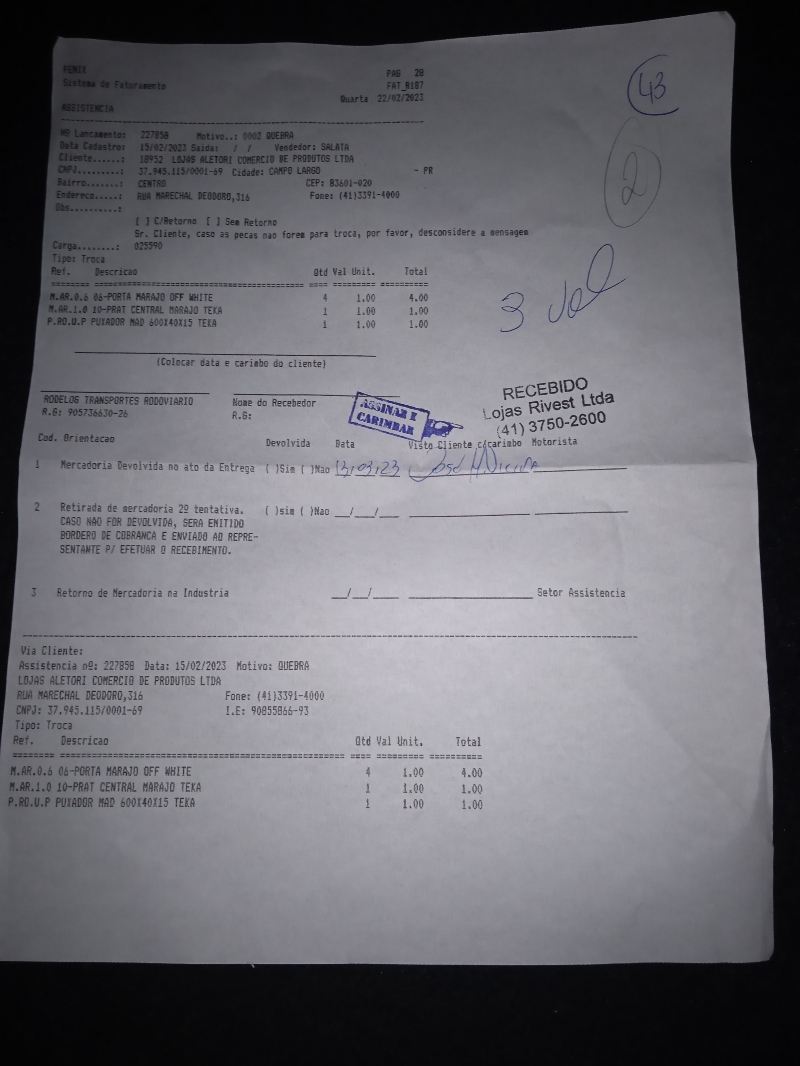 FENIX PAG 28
Sistema de Faturamento FAT_R187
Quarta 22/02/2023
43
ASSISTENCIA
2
Nº Lancamento: 227858 Motivo..: 0002 QUEBRA
Data Cadastro: 15/02/2023 Saida: / / Vendedor: SALATA
Cliente......: 18952 LOJAS ALETORI COMERCIO DE PRODUTOS LTDA
CNPJ.........: 37.945.115/0001-69 Cidade: CAMPO LARGO - PR
Bairro.......: CENTRO CEP: 83601-020
Endereco.....: RUA MARECHAL DEODORO,316 Fone: (41)3391-4000
Obs..........:
[ ] C/Retorno [ ] Sem Retorno
Sr. Cliente, caso as pecas nao forem para troca, por favor, desconsidere a mensagem
Carga........: 025590
Tipo: Troca
Ref. Descricao Qtd Val Unit. Total
M.AR.0.6 06-PORTA MARAJO OFF WHITE 4 1.00 4.00
M.AR.1.0 10-PRAT CENTRAL MARAJO TEKA 1 1.00 1.00
P.RO.U.P PUXADOR MAD 600X40X15 TEKA 1 1.00 1.00
3 Vol
(Colocar data e carimbo do cliente)
RODELOG TRANSPORTES RODOVIARIO Nome do Recebedor
R.G: 905736630-26 R.G:
ASSINAR E
CARIMBAR
RECEBIDO
Lojas Rivest Ltda
(41) 3750-2600
Cod. Orientacao Devolvida Data Visto Cliente c/carimbo Motorista
1 Mercadoria Devolvida no ato da Entrega ( )Sim ( )Nao 13/03/23 José
2 Retirada de mercadoria 2º tentativa. ( )sim ( )Nao __/___/___
CASO NAO FOR DEVOLVIDA, SERA EMITIDO
BORDERO DE COBRANCA E ENVIADO AO REPRE-
SENTANTE P/ EFETUAR O RECEBIMENTO.
3 Retorno de Mercadoria na Industria __/___/___ Setor Assistencia
Via Cliente:
Assistencia nº: 227858 Data: 15/02/2023 Motivo: QUEBRA
LOJAS ALETORI COMERCIO DE PRODUTOS LTDA
RUA MARECHAL DEODORO,316 Fone: (41)3391-4000
CNPJ: 37.945.115/0001-69 I.E: 90855866-93
Tipo: Troca
Ref. Descricao Qtd Val Unit. Total
M.AR.0.6 06-PORTA MARAJO OFF WHITE 4 1.00 4.00
M.AR.1.0 10-PRAT CENTRAL MARAJO TEKA 1 1.00 1.00
P.RO.U.P PUXADOR MAD 600X40X15 TEKA 1 1.00 1.00